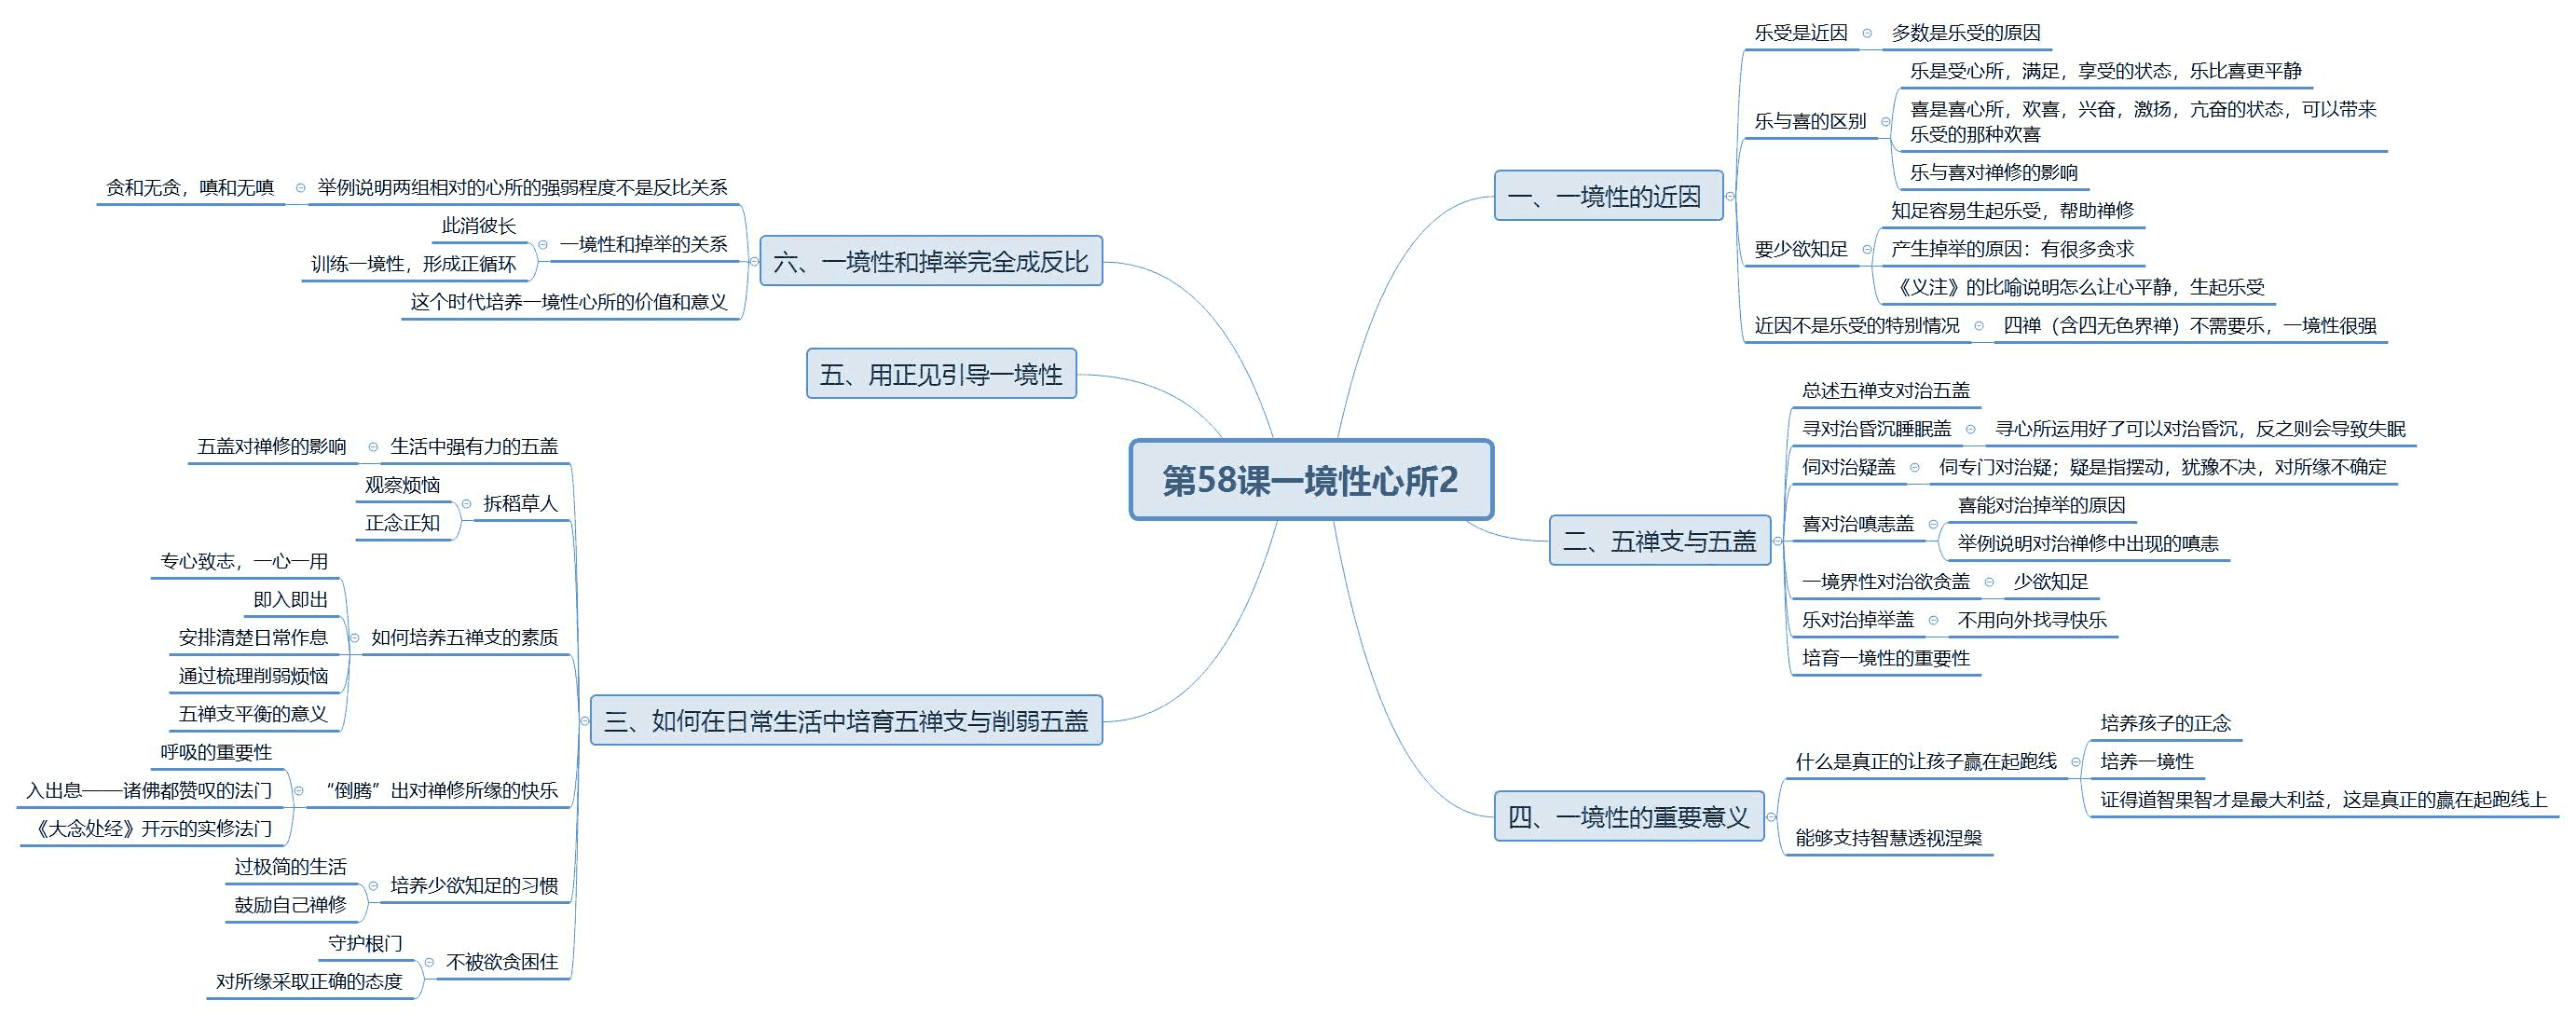 第58课一境性心所2
一、一境性的近因
乐受是近因
多数是乐受的原因
乐与喜的区别
乐是受心所，满足，享受的状态，乐比喜更平静
喜是喜心所，欢喜，兴奋，激扬，亢奋的状态，可以带来
乐受的那种欢喜
乐与喜对禅修的影响
要少欲知足
知足容易生起乐受，帮助禅修
产生掉举的原因：有很多贪求
《义注》的比喻说明怎么让心平静，生起乐受
近因不是乐受的特别情况
四禅（含四无色界禅）不需要乐，一境性很强
二、五禅支与五盖
总述五禅支对治五盖
寻对治昏沉睡眠盖
寻心所运用好了可以对治昏沉，反之则会导致失眠
伺对治疑盖
伺专门对治疑；疑是指摆动，犹豫不决，对所缘不确定
喜对治嗔恚盖
喜能对治掉举的原因
举例说明对治禅修中出现的嗔恚
一境界性对治欲贪盖
少欲知足
乐对治掉举盖
不用向外找寻快乐
培育一境性的重要性
三、如何在日常生活中培育五禅支与削弱五盖
生活中强有力的五盖
五盖对禅修的影响
拆稻草人
观察烦恼
正念正知
如何培养五禅支的素质
专心致志，一心一用
即入即出
安排清楚日常作息
通过梳理削弱烦恼
五禅支平衡的意义
“倒腾”出对禅修所缘的快乐
呼吸的重要性
入出息——诸佛都赞叹的法门
《大念处经》开示的实修法门
培养少欲知足的习惯
过极简的生活
鼓励自己禅修
不被欲贪困住
守护根门
对所缘采取正确的态度
四、一境性的重要意义
什么是真正的让孩子赢在起跑线
培养孩子的正念
培养一境性
证得道智果智才是最大利益，这是真正的赢在起跑线上
能够支持智慧透视涅槃
五、用正见引导一境性
六、一境性和掉举完全成反比
举例说明两组相对的心所的强弱程度不是反比关系
贪和无贪，嗔和无嗔
一境性和掉举的关系
此消彼长
训练一境性，形成正循环
这个时代培养一境性心所的价值和意义